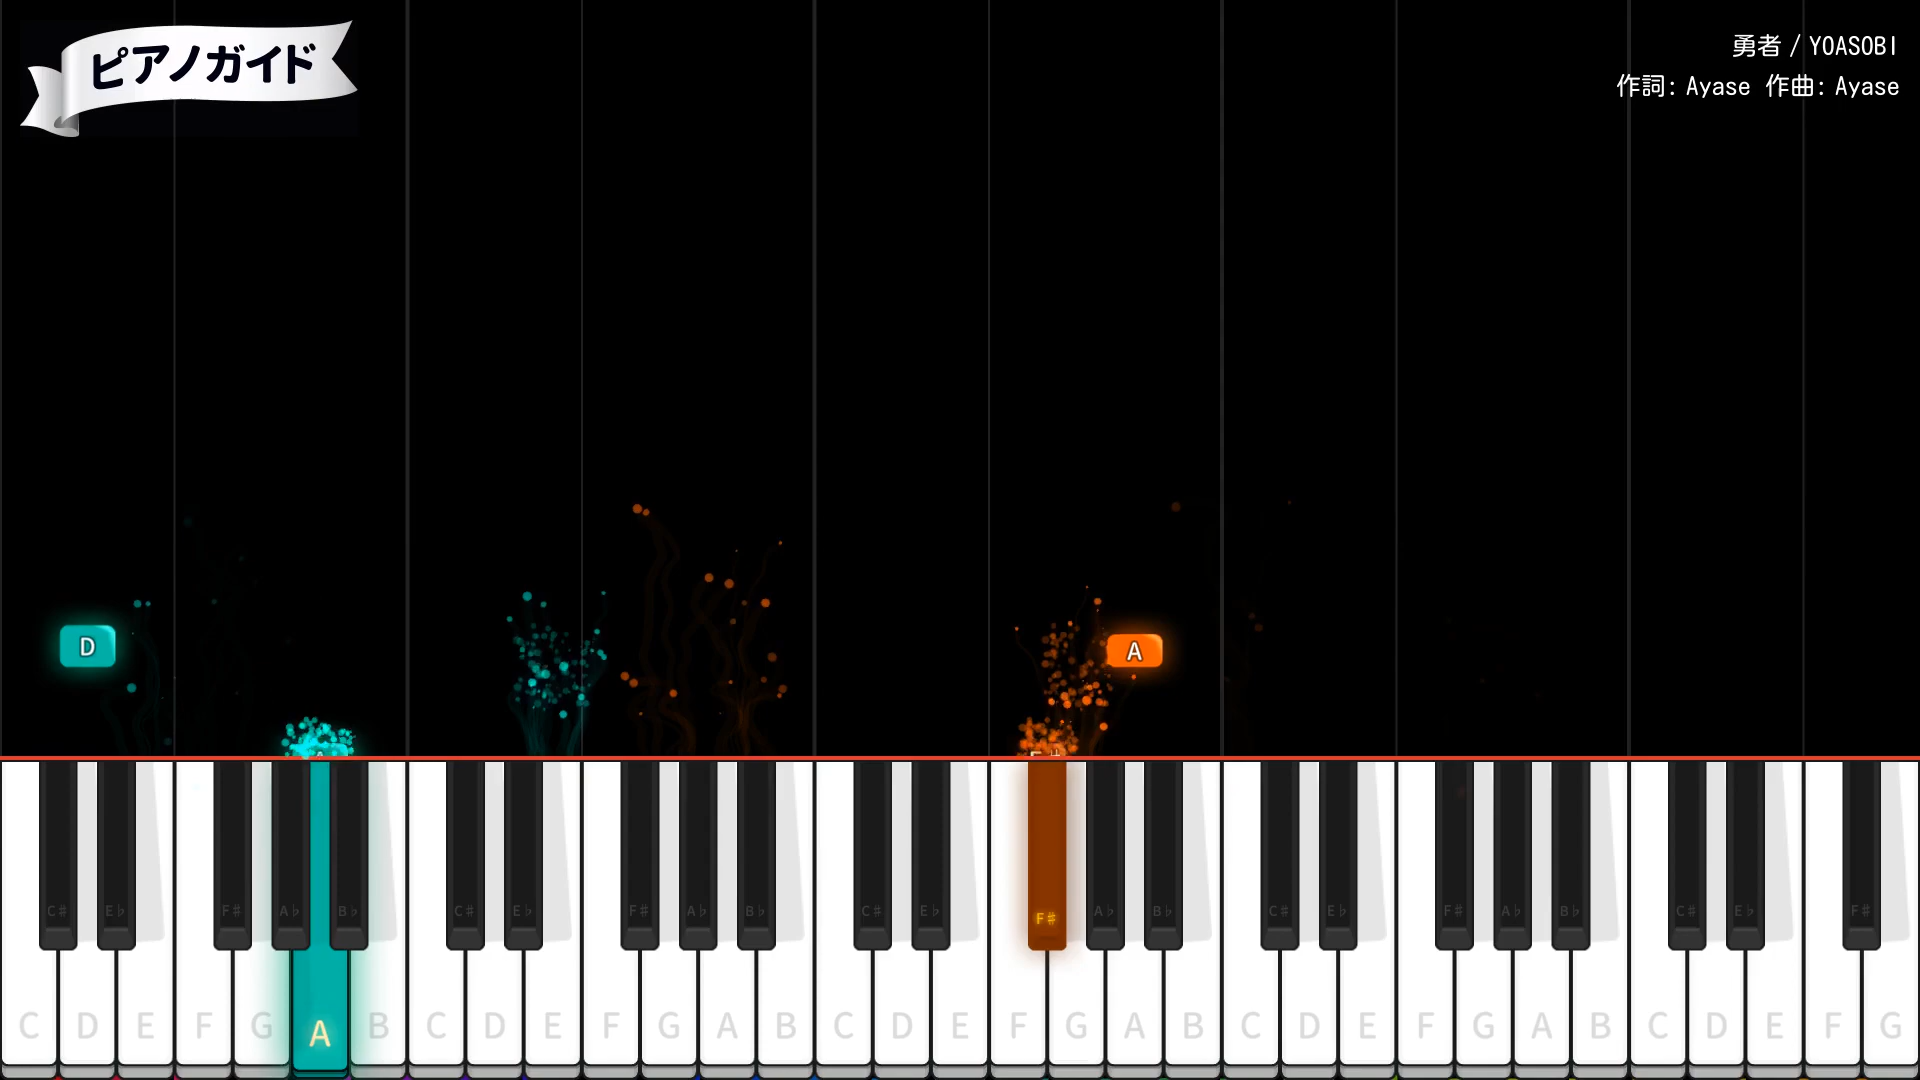 ピアノガイド
勇者 / YOASOBI
作詞: Ayase 作曲: Ayase
D
A
C# E♭ F# A♭ B♭ C# E♭ F# A♭ B♭ C# E♭ F# A♭ B♭ C# E♭ F# A♭ B♭ C# E♭ F#
C D E F G A B C D E F G A B C D E F G A B C D E F G A B C D E F G